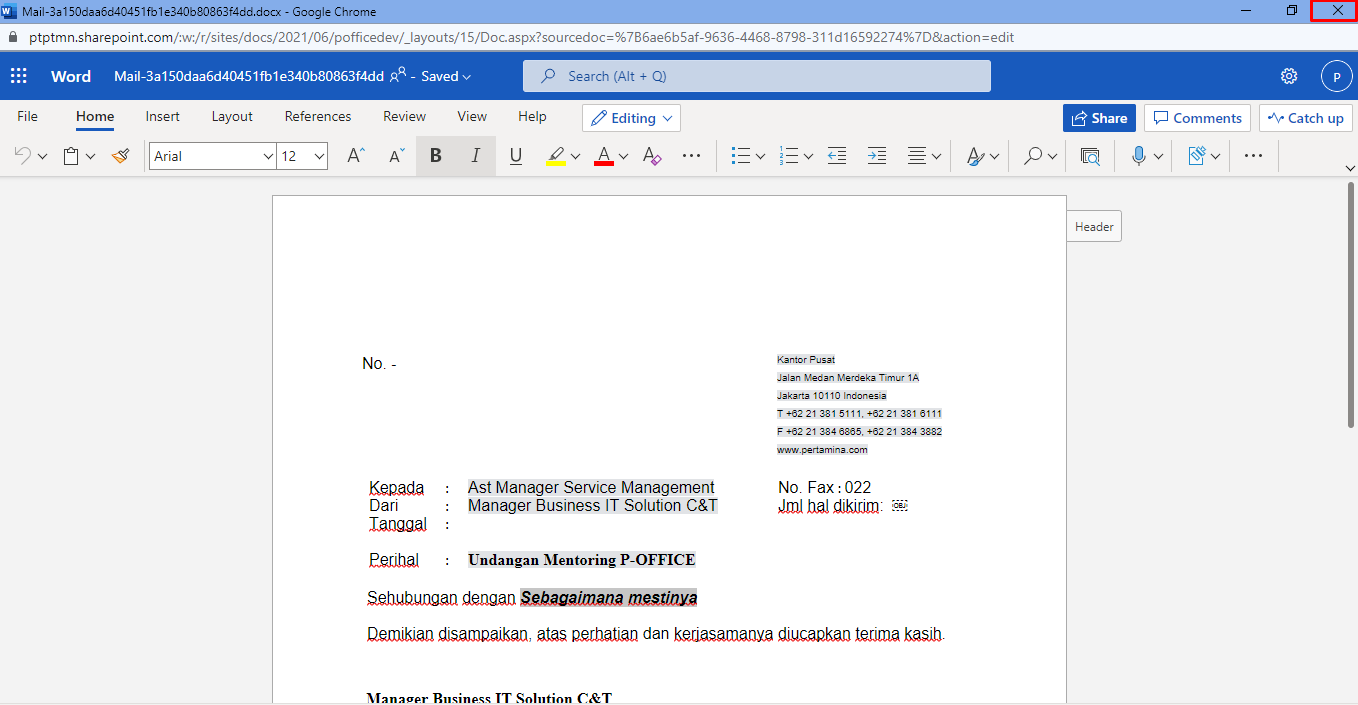 Mail-3a150daa6d40451fb1e340b80863f4dd.docx - Google Chrome
ptptmn.sharepoint.com/:w:/r/sites/docs/2021/06/pofficedev/_layouts/15/Doc.aspx?sourcedoc=%7B6ae6b5af-9636-4468-8798-311d16592274%7D&action=edit
Word Mail-3a150daa6d40451fb1e340b80863f4dd - Saved Search (Alt + Q) P
File Home Insert Layout References Review View Help Editing Share Comments Catch up
Arial 12 A A B I U A A
Header
No. -
Kantor Pusat
Jalan Medan Merdeka Timur 1A
Jakarta 10110 Indonesia
T +62 21 381 5111, +62 21 381 6111
F +62 21 384 6865, +62 21 384 3882
www.pertamina.com
Kepada : Ast Manager Service Management No. Fax : 022
Dari : Manager Business IT Solution C&T Jml hal dikirim: OBJ
Tanggal :
Perihal : Undangan Mentoring P-OFFICE
Sehubungan dengan Sebagaimana mestinya
Demikian disampaikan, atas perhatian dan kerjasamanya diucapkan terima kasih.
Manager Business IT Solution C&T